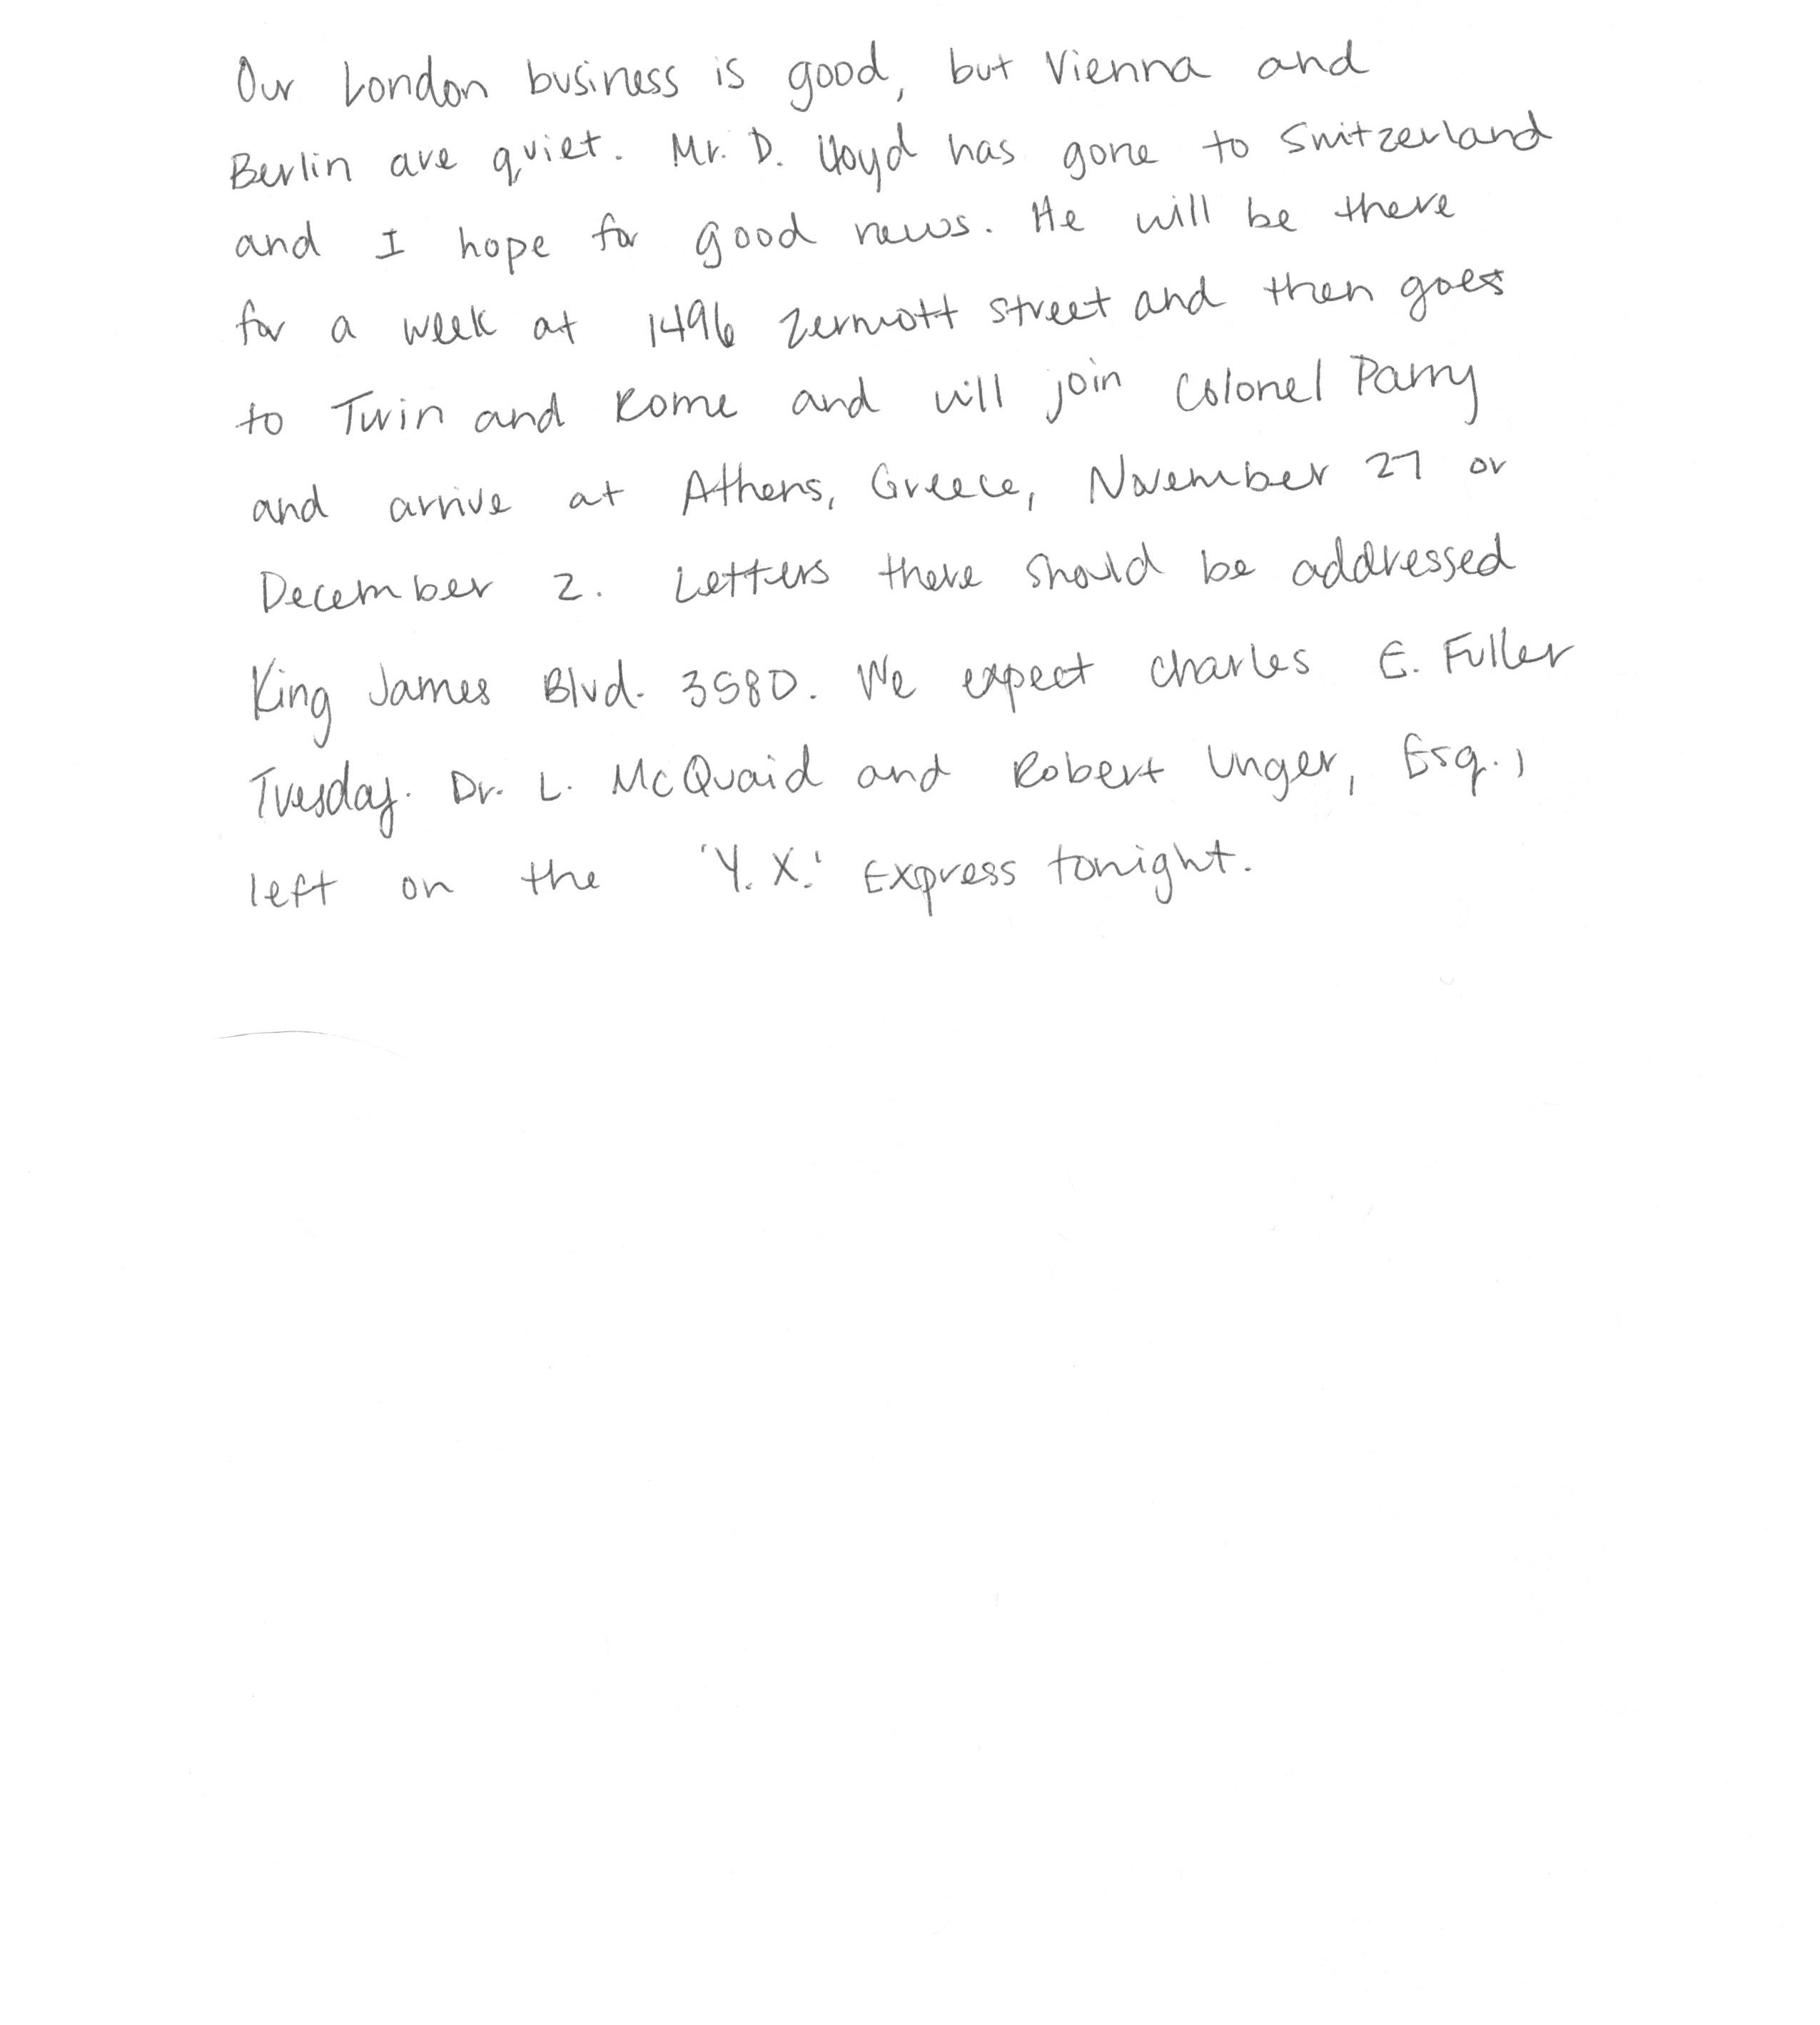 Our London business is good, but Vienna and
Berlin are quiet. Mr. D. Lloyd has gone to Switzerland
and I hope for good news. He will be there
for a week at 1496 Zermott street and then goes
to Turin and Rome and will join Colonel Parry
and arrive at Athens, Greece, November 27 or
December 2. Letters there should be addressed
King James Blvd. 3580. We expect Charles E. Fuller
Tuesday. Dr. L. McQuaid and Robert Unger, Esq.,
left on the 'Y. X.' Express tonight.